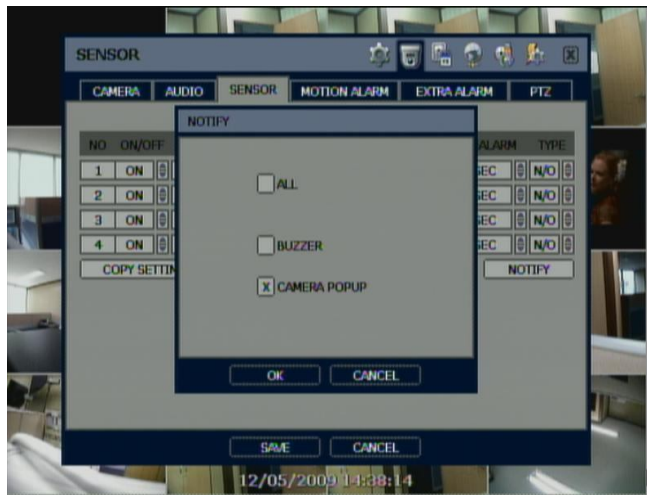 SENSOR
CAMERA AUDIO SENSOR MOTION ALARM EXTRA ALARM PTZ
NOTIFY
NO ON/OFF ALARM TYPE
1 ON SEC N/O
2 ON SEC N/O
3 ON SEC N/O
4 ON SEC N/O
COPY SETTIN NOTIFY
ALL
BUZZER
X CAMERA POPUP
OK CANCEL
SAVE CANCEL
12/05/2009 14:38:14